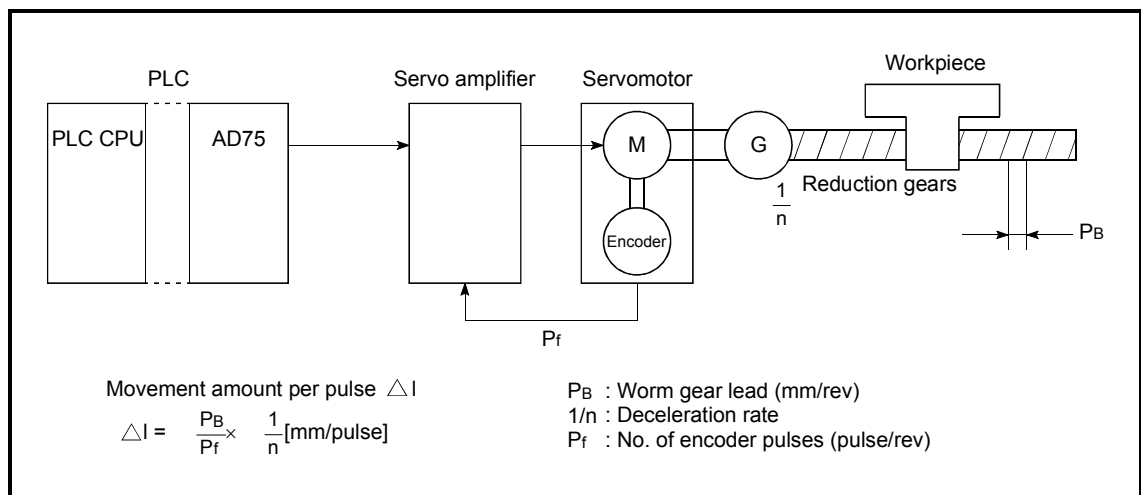 PLC
Servo amplifier
Servomotor
Workpiece
PLC CPU
AD75
M
G
Reduction gears
1
n
Encoder
PB
Pf
Movement amount per pulse △l
△l = PB/Pf × 1/n [mm/pulse]
PB : Worm gear lead (mm/rev)
1/n : Deceleration rate
Pf : No. of encoder pulses (pulse/rev)